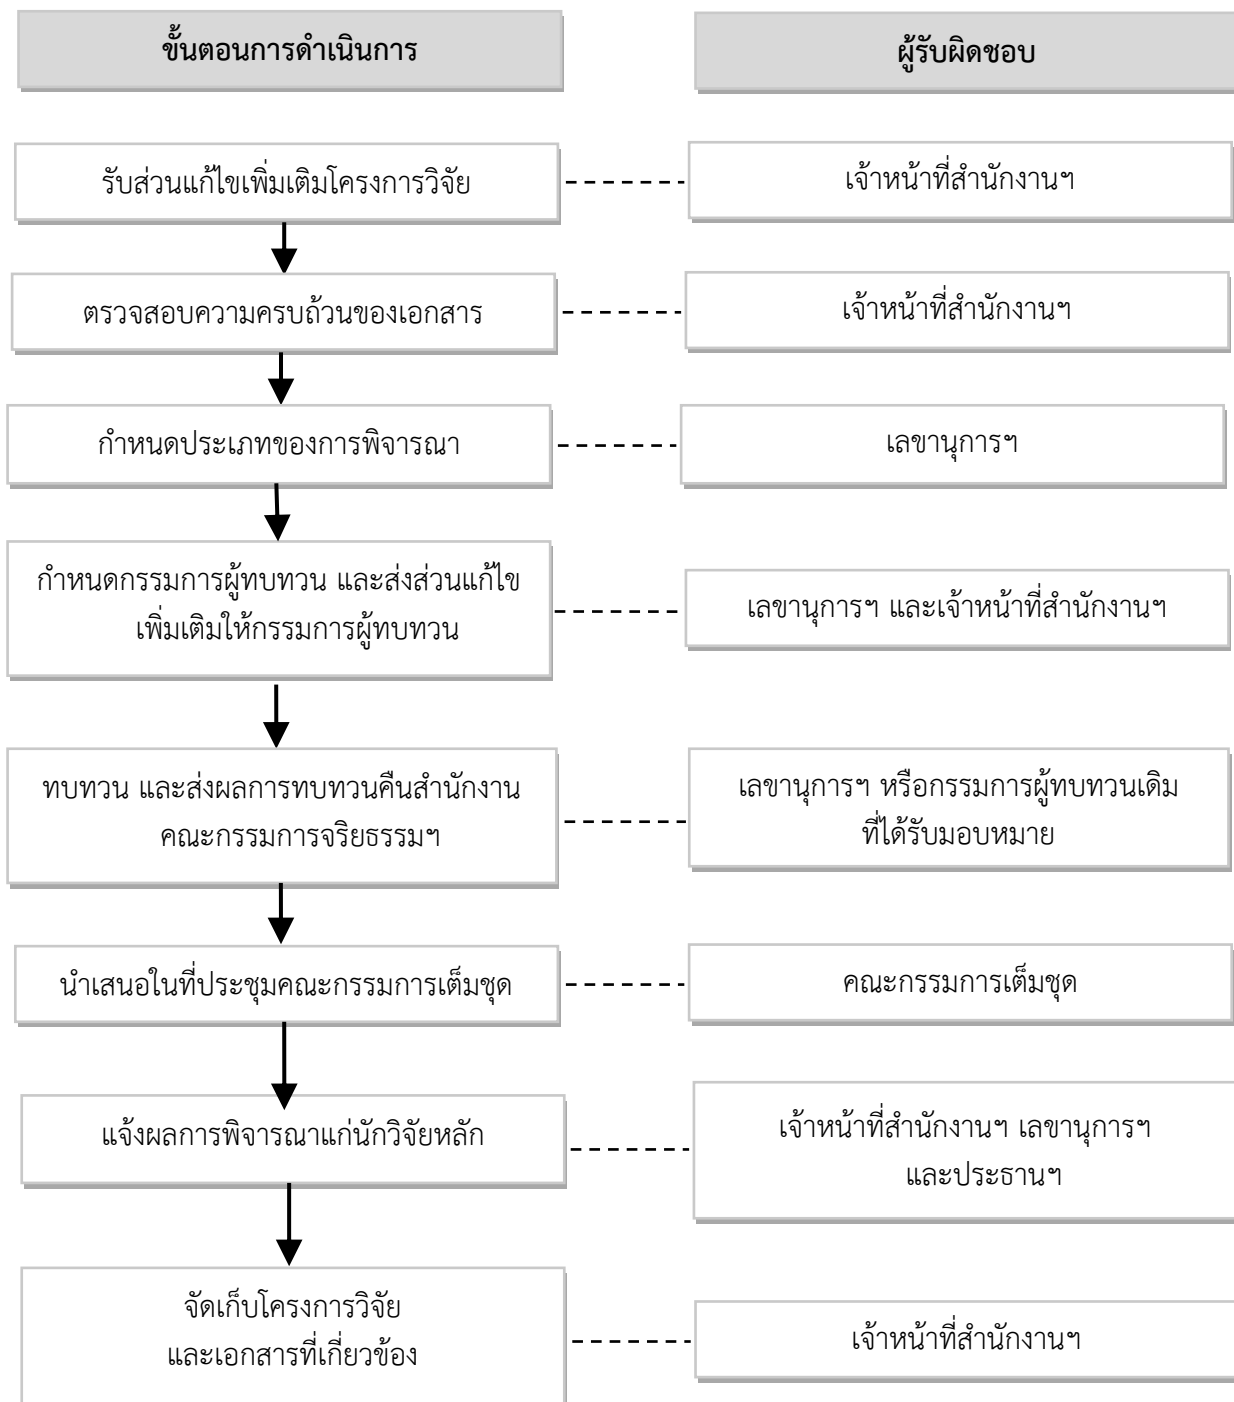 ขั้นตอนการดำเนินการ
ผู้รับผิดชอบ
รับส่วนแก้ไขเพิ่มเติมโครงการวิจัย
เจ้าหน้าที่สำนักงานฯ
ตรวจสอบความครบถ้วนของเอกสาร
เจ้าหน้าที่สำนักงานฯ
กำหนดประเภทของการพิจารณา
เลขานุการฯ
กำหนดกรรมการผู้ทบทวน และส่งส่วนแก้ไข
เพิ่มเติมให้กรรมการผู้ทบทวน
เลขานุการฯ และเจ้าหน้าที่สำนักงานฯ
ทบทวน และส่งผลการทบทวนคืนสำนักงาน
คณะกรรมการจริยธรรมฯ
เลขานุการฯ หรือกรรมการผู้ทบทวนเดิม
ที่ได้รับมอบหมาย
นำเสนอในที่ประชุมคณะกรรมการเต็มชุด
คณะกรรมการเต็มชุด
แจ้งผลการพิจารณาแก่นักวิจัยหลัก
เจ้าหน้าที่สำนักงานฯ เลขานุการฯ
และประธานฯ
จัดเก็บโครงการวิจัย
และเอกสารที่เกี่ยวข้อง
เจ้าหน้าที่สำนักงานฯ